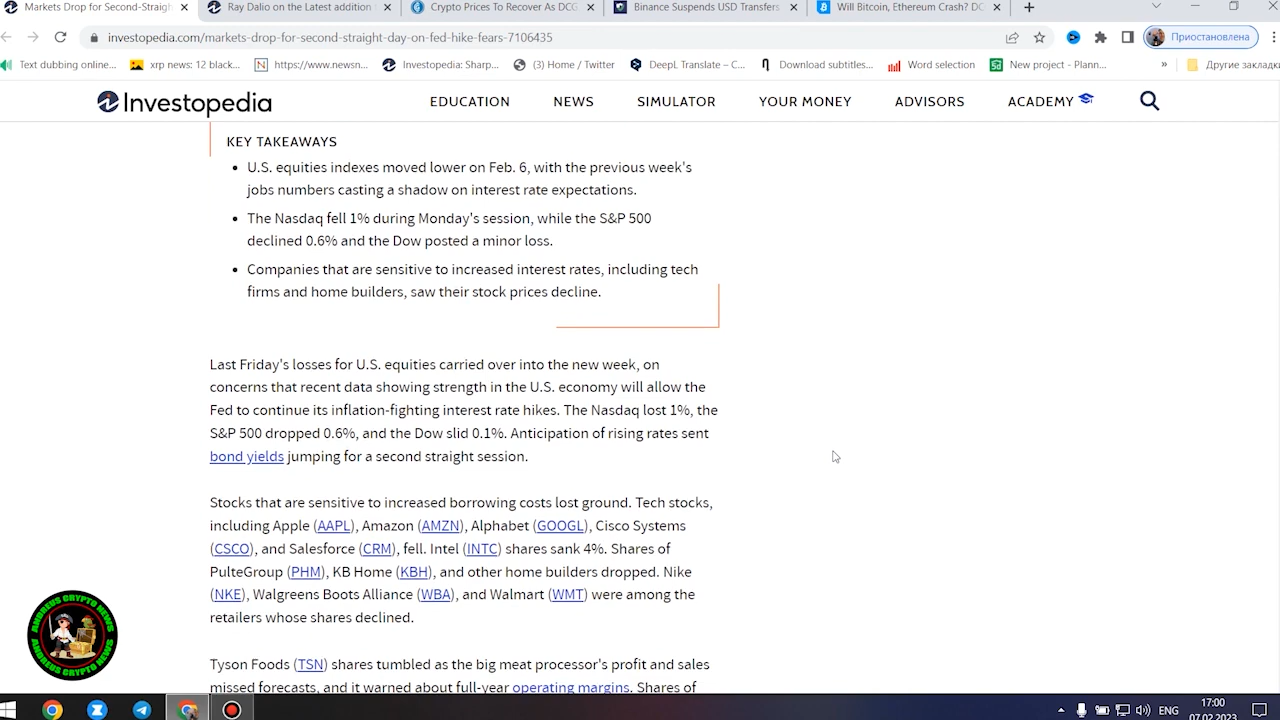 Markets Drop for Second-Straigh
Ray Dalio on the Latest addition
Crypto Prices To Recover As DCG
Binance Suspends USD Transfers
Will Bitcoin, Ethereum Crash? DC
investopedia.com/markets-drop-for-second-straight-day-on-fed-hike-fears-7106435
Приостановлена
Text dubbing online...
xrp news: 12 black...
https://www.newsn...
Investopedia: Sharp...
(3) Home / Twitter
DeepL Translate – C...
Download subtitles...
Word selection
New project - Plann...
»
Другие закладки
Investopedia
EDUCATION
NEWS
SIMULATOR
YOUR MONEY
ADVISORS
ACADEMY
KEY TAKEAWAYS
• U.S. equities indexes moved lower on Feb. 6, with the previous week's
jobs numbers casting a shadow on interest rate expectations.
• The Nasdaq fell 1% during Monday's session, while the S&P 500
declined 0.6% and the Dow posted a minor loss.
• Companies that are sensitive to increased interest rates, including tech
firms and home builders, saw their stock prices decline.
Last Friday's losses for U.S. equities carried over into the new week, on
concerns that recent data showing strength in the U.S. economy will allow the
Fed to continue its inflation-fighting interest rate hikes. The Nasdaq lost 1%, the
S&P 500 dropped 0.6%, and the Dow slid 0.1%. Anticipation of rising rates sent
bond yields jumping for a second straight session.
Stocks that are sensitive to increased borrowing costs lost ground. Tech stocks,
including Apple (AAPL), Amazon (AMZN), Alphabet (GOOGL), Cisco Systems
(CSCO), and Salesforce (CRM), fell. Intel (INTC) shares sank 4%. Shares of
PulteGroup (PHM), KB Home (KBH), and other home builders dropped. Nike
(NKE), Walgreens Boots Alliance (WBA), and Walmart (WMT) were among the
retailers whose shares declined.
Tyson Foods (TSN) shares tumbled as the big meat processor's profit and sales
missed forecasts, and it warned about full-year operating margins. Shares of
ANDREUS CRYPTO NEWS
ANDREUS CRYPTO NEWS
ENG
17:00
07.02.2023